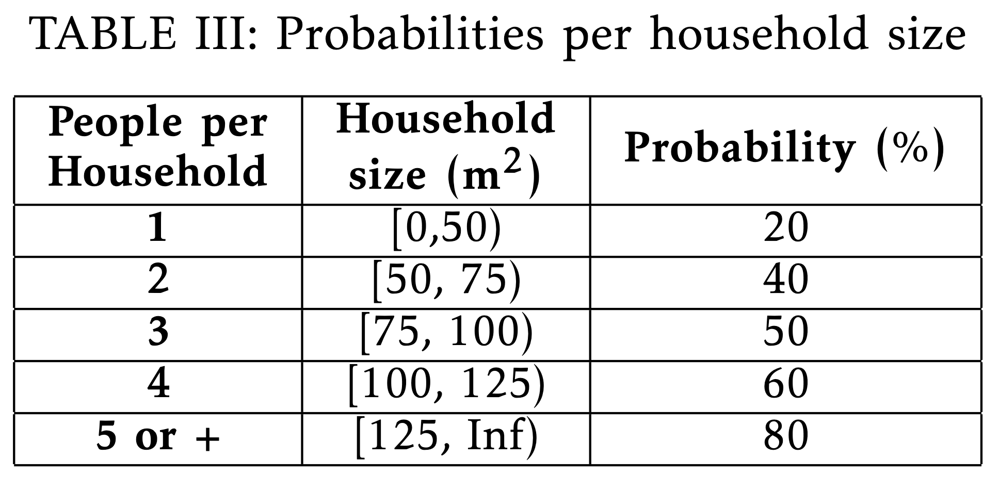 TABLE III: Probabilities per household size
People per Household | Household size (m²) | Probability (%)
1 | [0,50) | 20
2 | [50, 75) | 40
3 | [75, 100) | 50
4 | [100, 125) | 60
5 or + | [125, Inf) | 80